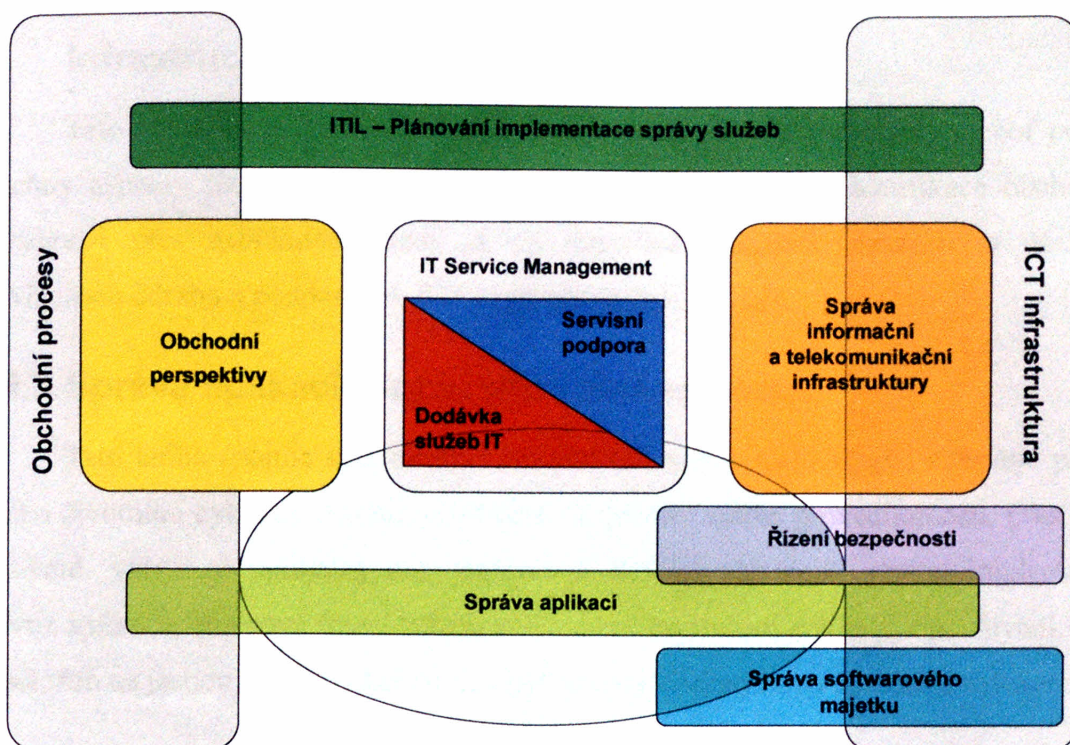 ITIL – Plánování implementace správy služeb
Obchodní procesy
Obchodní
perspektivy
IT Service Management
Servisní
podpora
Dodávka
služeb IT
Správa
informační
a telekomunikační
infrastruktury
ICT infrastruktura
Řízení bezpečnosti
Správa aplikací
Správa softwarového
majetku